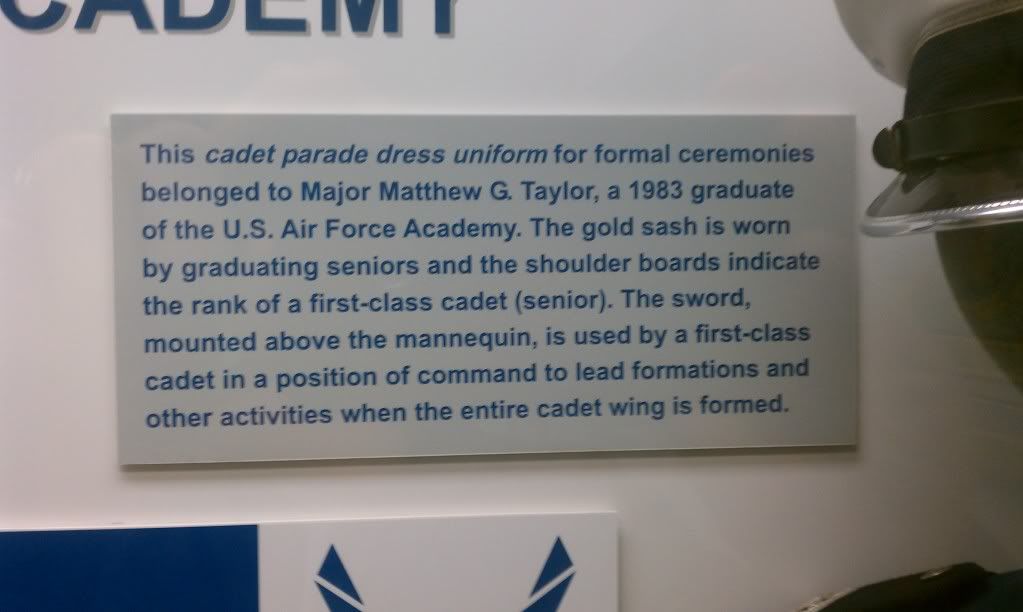 CADEMY
This cadet parade dress uniform for formal ceremonies
belonged to Major Matthew G. Taylor, a 1983 graduate
of the U.S. Air Force Academy. The gold sash is worn
by graduating seniors and the shoulder boards indicate
the rank of a first-class cadet (senior). The sword,
mounted above the mannequin, is used by a first-class
cadet in a position of command to lead formations and
other activities when the entire cadet wing is formed.